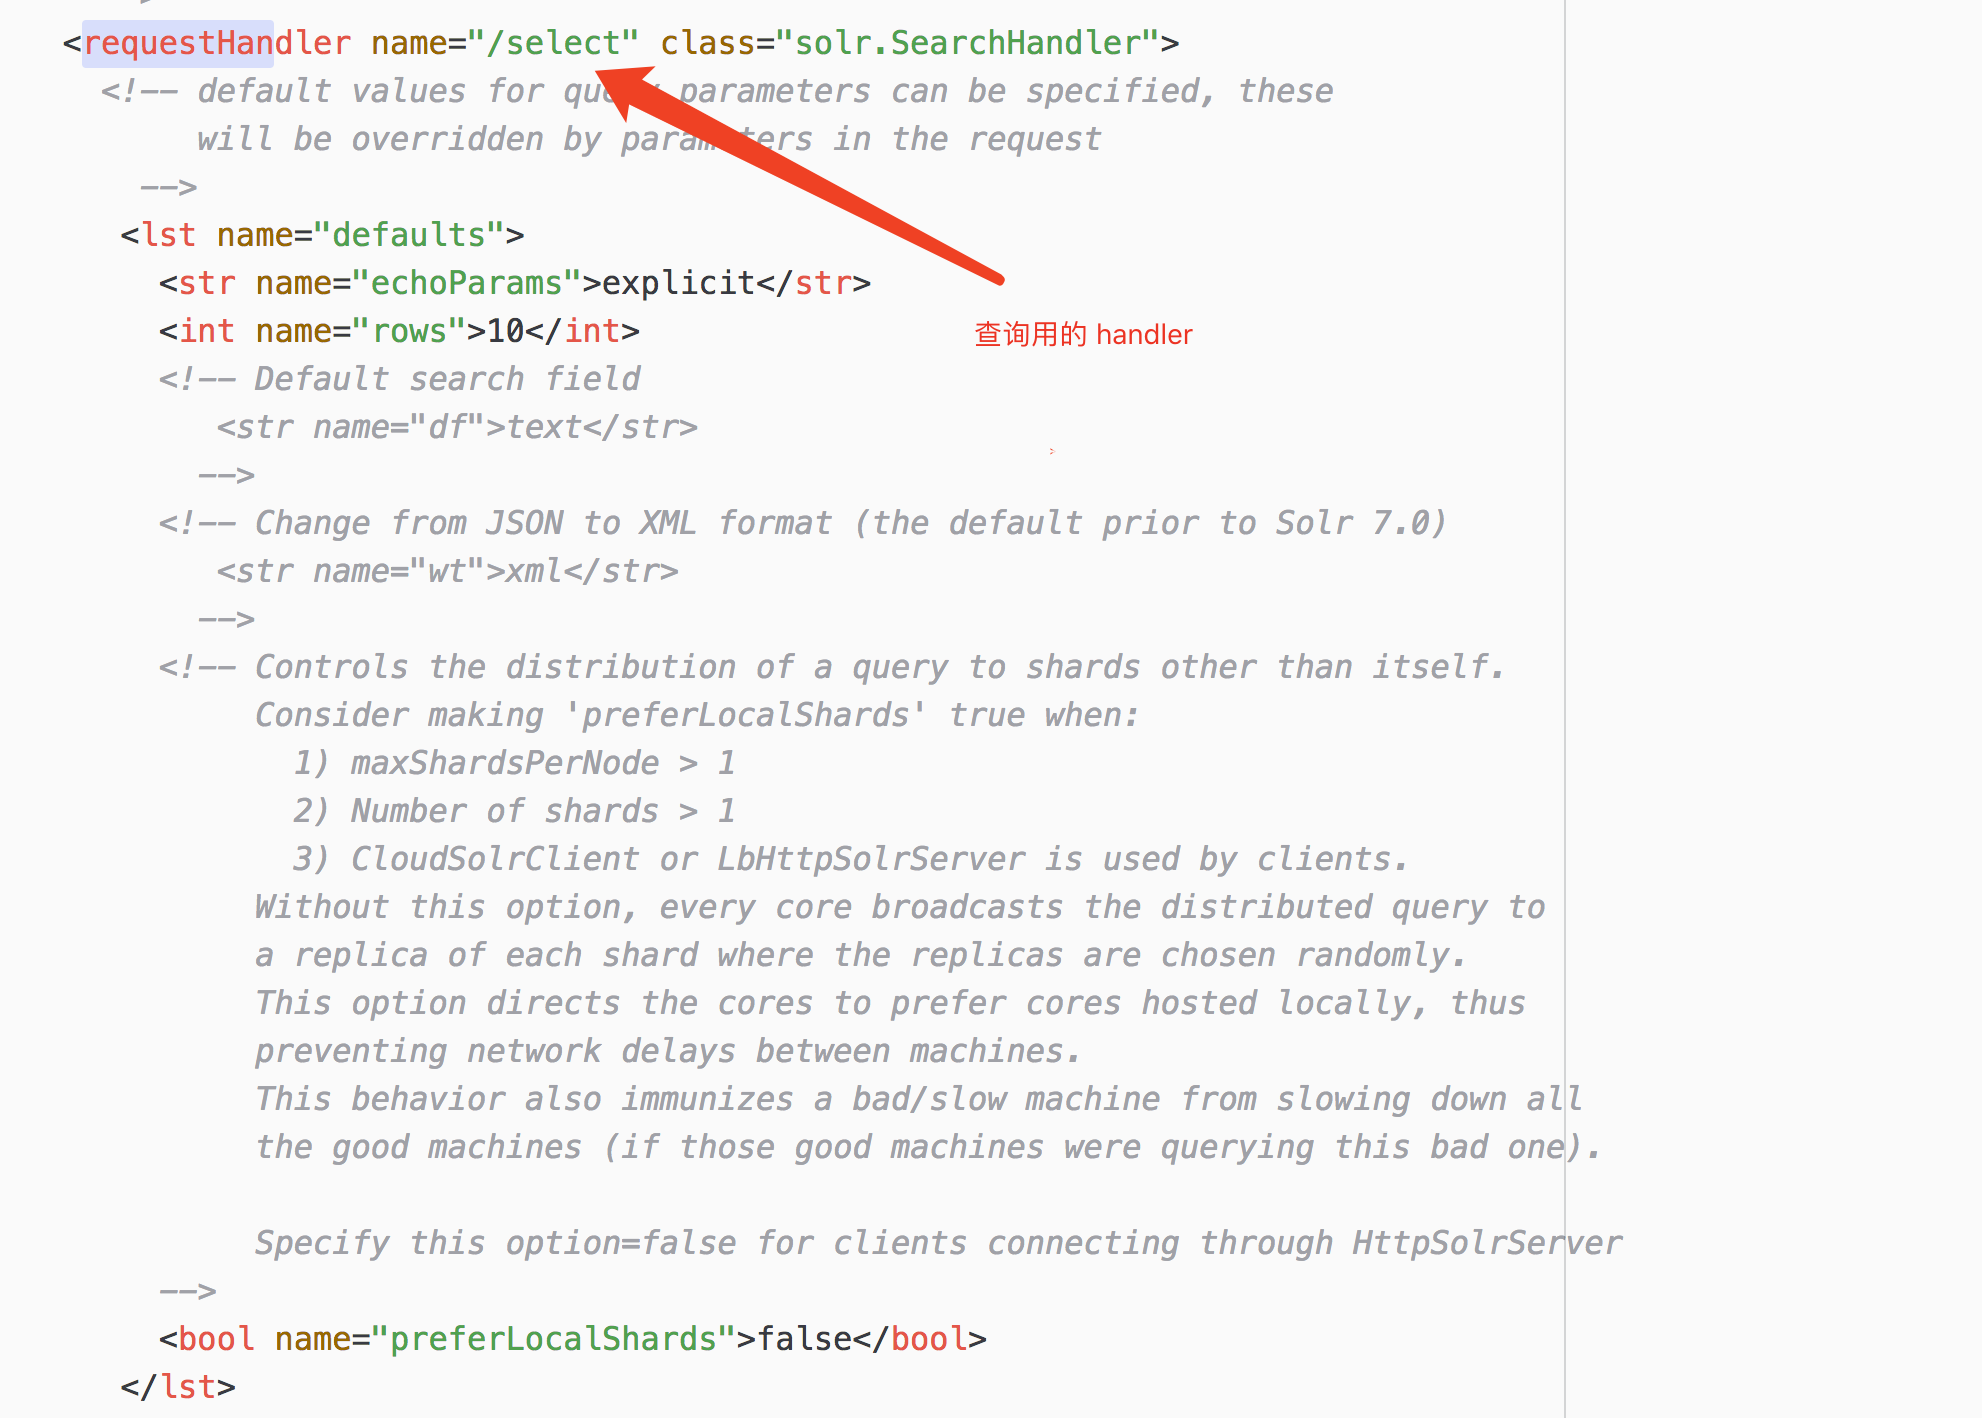 <requestHandler name="/select" class="solr.SearchHandler">
<!-- default values for query parameters can be specified, these
will be overridden by parameters in the request
-->
<lst name="defaults">
<str name="echoParams">explicit</str>
<int name="rows">10</int>
查询用的 handler
<!-- Default search field
<str name="df">text</str>
-->
<!-- Change from JSON to XML format (the default prior to Solr 7.0)
<str name="wt">xml</str>
-->
<!-- Controls the distribution of a query to shards other than itself.
Consider making 'preferLocalShards' true when:
1) maxShardsPerNode > 1
2) Number of shards > 1
3) CloudSolrClient or LbHttpSolrServer is used by clients.
Without this option, every core broadcasts the distributed query to
a replica of each shard where the replicas are chosen randomly.
This option directs the cores to prefer cores hosted locally, thus
preventing network delays between machines.
This behavior also immunizes a bad/slow machine from slowing down all
the good machines (if those good machines were querying this bad one).
Specify this option=false for clients connecting through HttpSolrServer
-->
<bool name="preferLocalShards">false</bool>
</lst>